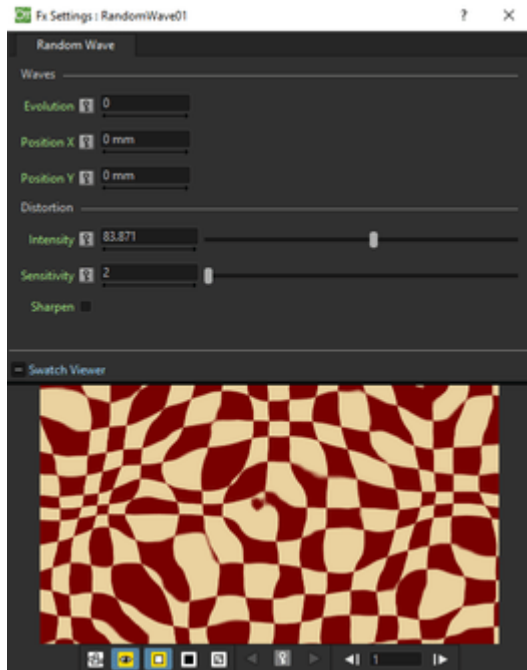 Fx Settings : RandomWave01
Random Wave
Waves
Evolution 0
Position X 0 mm
Position Y 0 mm
Distortion
Intensity 83.871
Sensitivity 2
Sharpen
Swatch Viewer
1